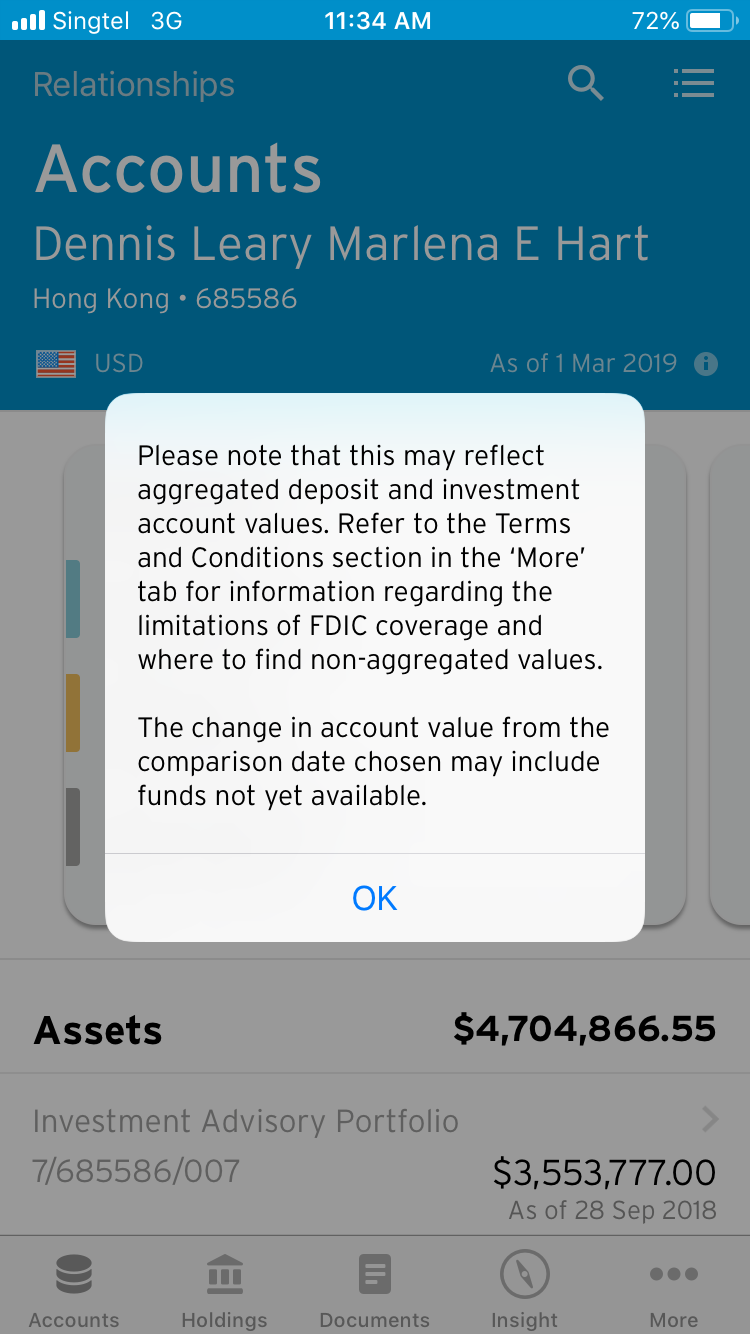 Singtel 3G 11:34 AM 72%
Relationships
Accounts
Dennis Leary Marlena E Hart
Hong Kong • 685586
USD As of 1 Mar 2019
Please note that this may reflect
aggregated deposit and investment
account values. Refer to the Terms
and Conditions section in the ‘More’
tab for information regarding the
limitations of FDIC coverage and
where to find non-aggregated values.
The change in account value from the
comparison date chosen may include
funds not yet available.
OK
Assets $4,704,866.55
Investment Advisory Portfolio
7/685586/007 $3,553,777.00
As of 28 Sep 2018
Accounts Holdings Documents Insight More